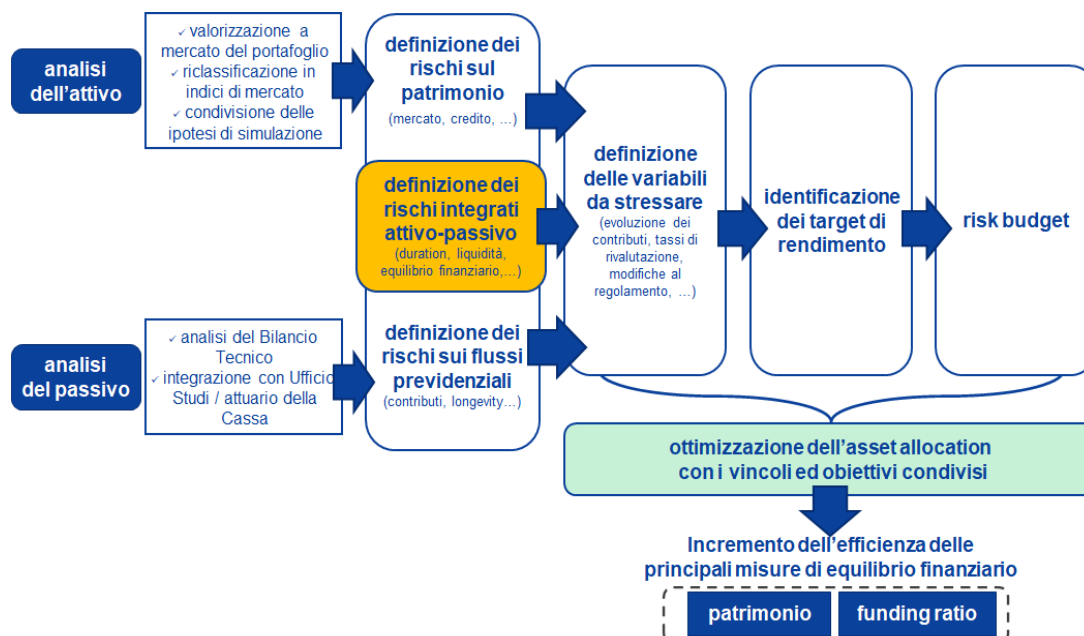 analisi
dell'attivo
✓ valorizzazione a
mercato del portafoglio
✓ riclassificazione in
indici di mercato
✓ condivisione delle
ipotesi di simulazione
definizione dei
rischi sul
patrimonio
(mercato, credito, ...)
definizione dei
rischi integrati
attivo-passivo
(duration, liquidità,
equilibrio finanziario,...)
analisi
del passivo
✓ analisi del Bilancio
Tecnico
✓ integrazione con Ufficio
Studi / attuario della
Cassa
definizione dei
rischi sui flussi
previdenziali
(contributi, longevity...)
definizione
delle variabili
da stressare
(evoluzione dei
contributi, tassi di
rivalutazione,
modifiche al
regolamento, ...)
identificazione
dei target di
rendimento
risk budget
ottimizzazione dell'asset allocation
con i vincoli ed obiettivi condivisi
Incremento dell'efficienza delle
principali misure di equilibrio finanziario
patrimonio
funding ratio